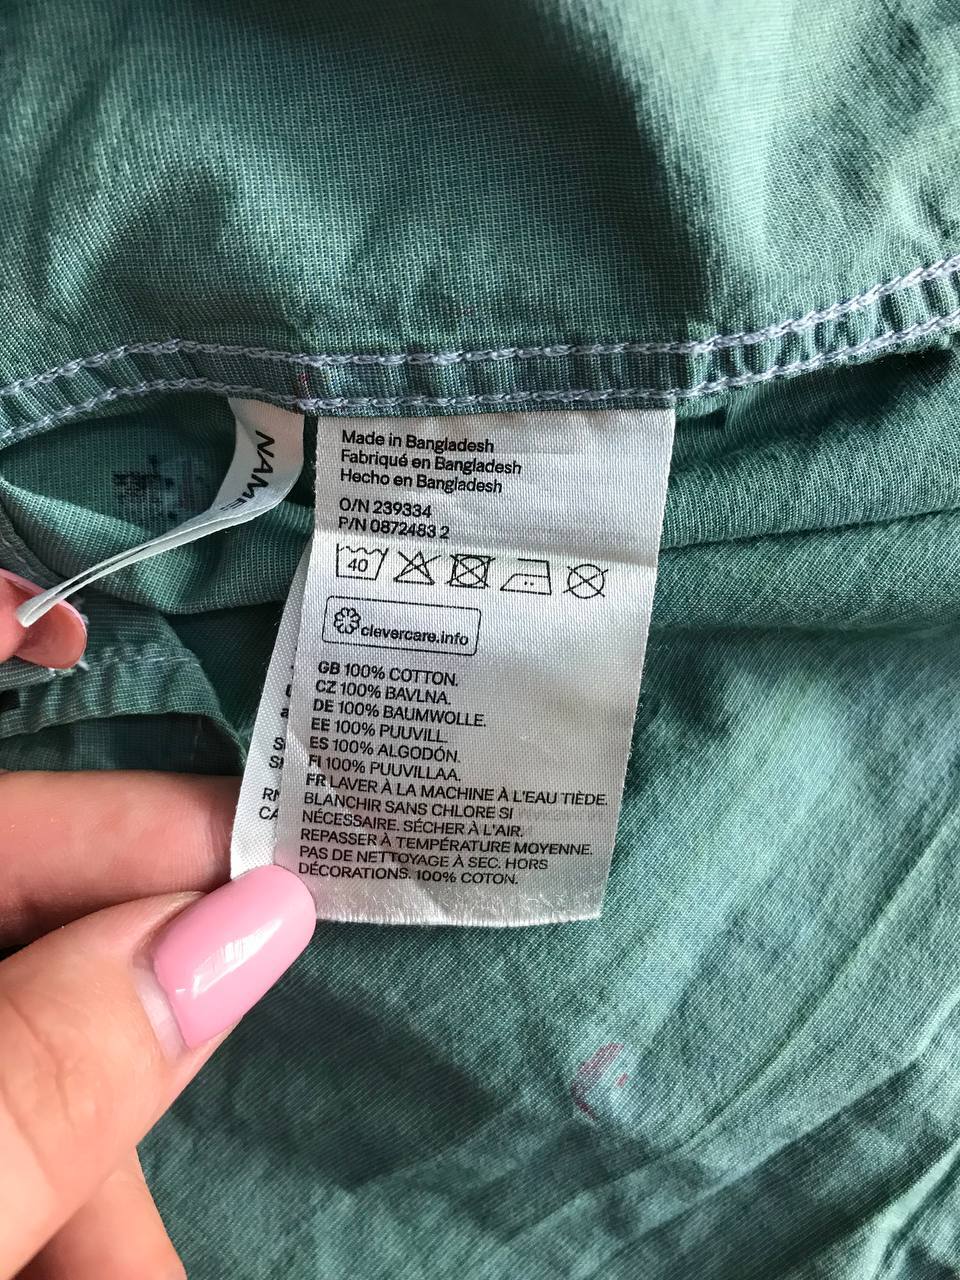 Made in Bangladesh
Fabriqué en Bangladesh
Hecho en Bangladesh
O/N 239334
P/N 0872483 2
40
clevercare.info
GB 100% COTTON.
CZ 100% BAVLNA.
DE 100% BAUMWOLLE.
EE 100% PUUVILL.
ES 100% ALGODÓN.
FI 100% PUUVILLAA.
FR LAVER À LA MACHINE À L'EAU TIÈDE.
BLANCHIR SANS CHLORE SI
NÉCESSAIRE. SÉCHER À L'AIR.
REPASSER À TEMPÉRATURE MOYENNE.
PAS DE NETTOYAGE À SEC. HORS
DÉCORATIONS. 100% COTON.
NAME
RN
CA